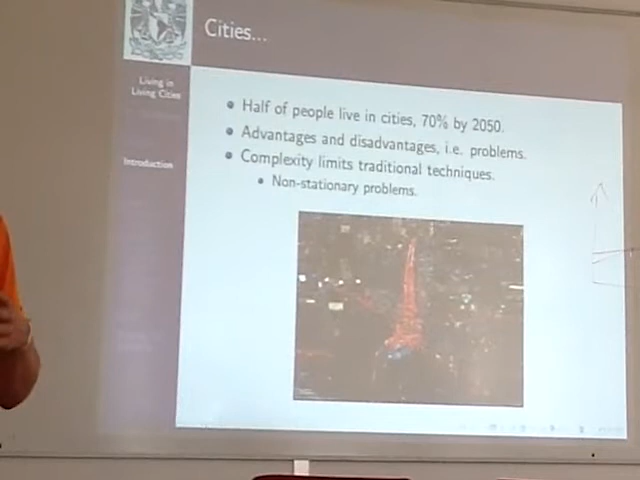 Cities...
Living in
Living Cities
Introduction
Half of people live in cities, 70% by 2050.
Advantages and disadvantages, i.e. problems.
Complexity limits traditional techniques.
Non-stationary problems.